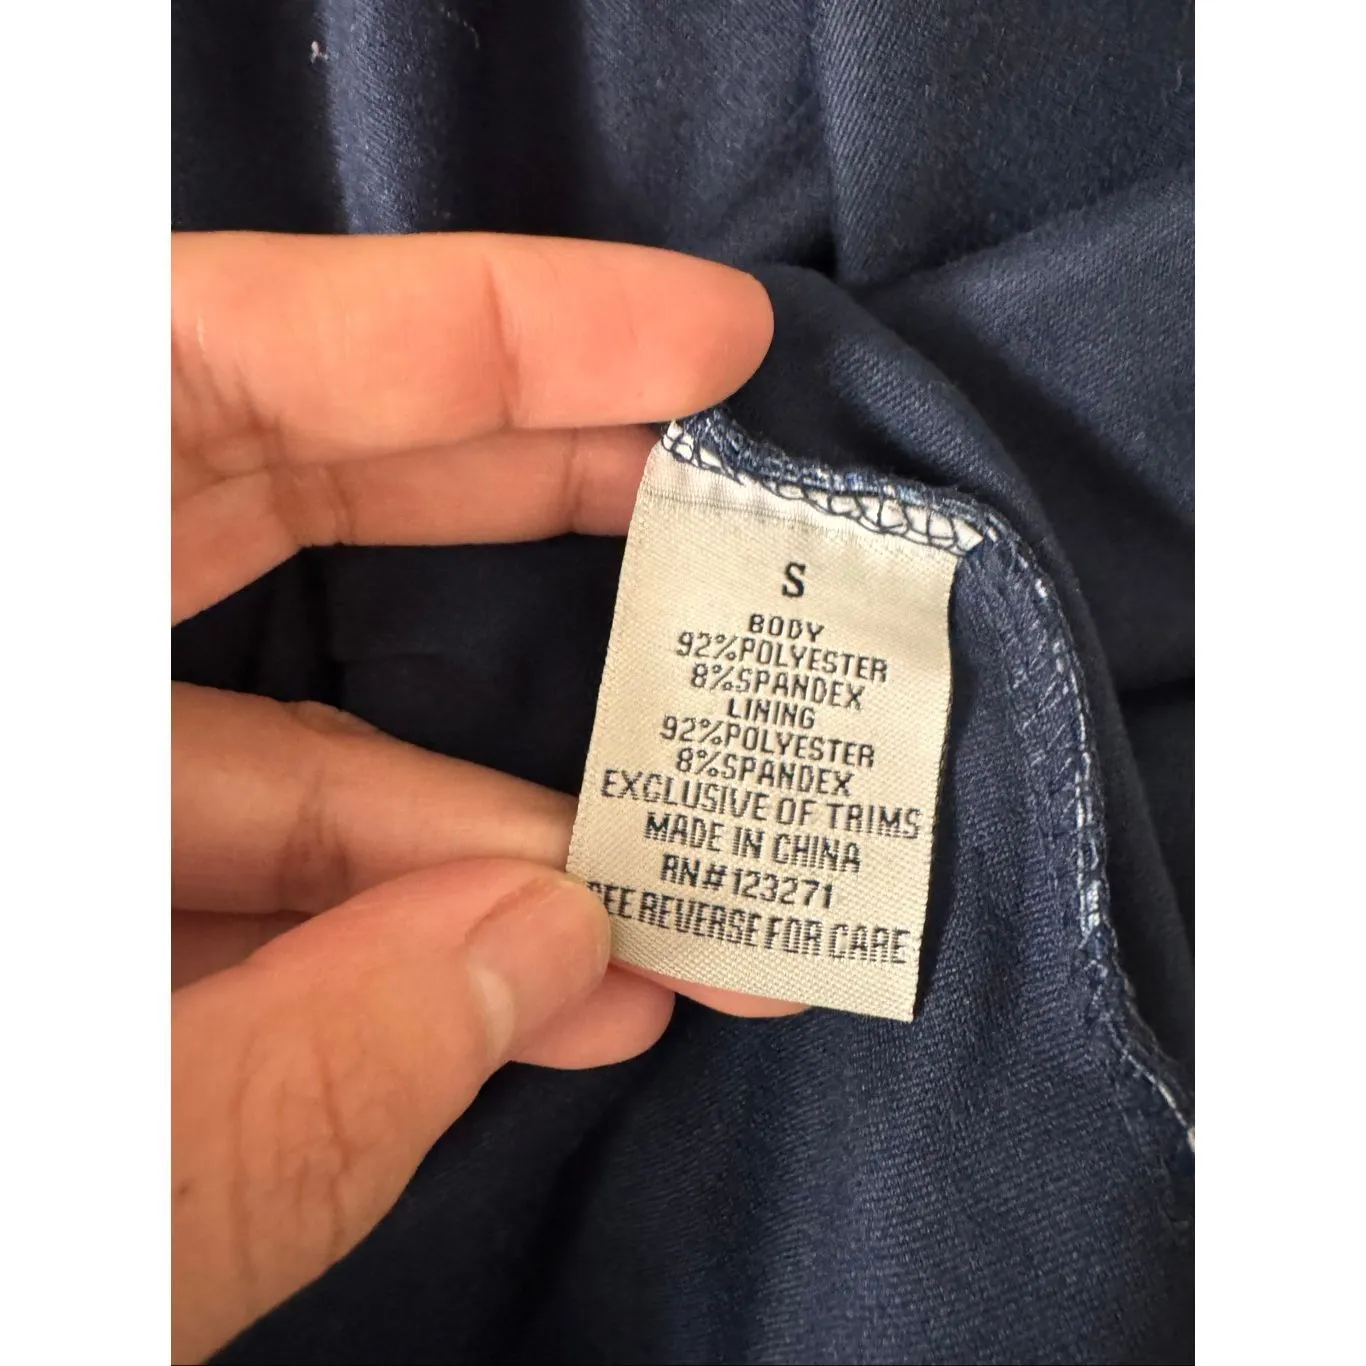 S
BODY
92%POLYESTER
8%SPANDEX
LINING
92%POLYESTER
8%SPANDEX
EXCLUSIVE OF TRIMS
MADE IN CHINA
RN#123271
SEE REVERSE FOR CARE